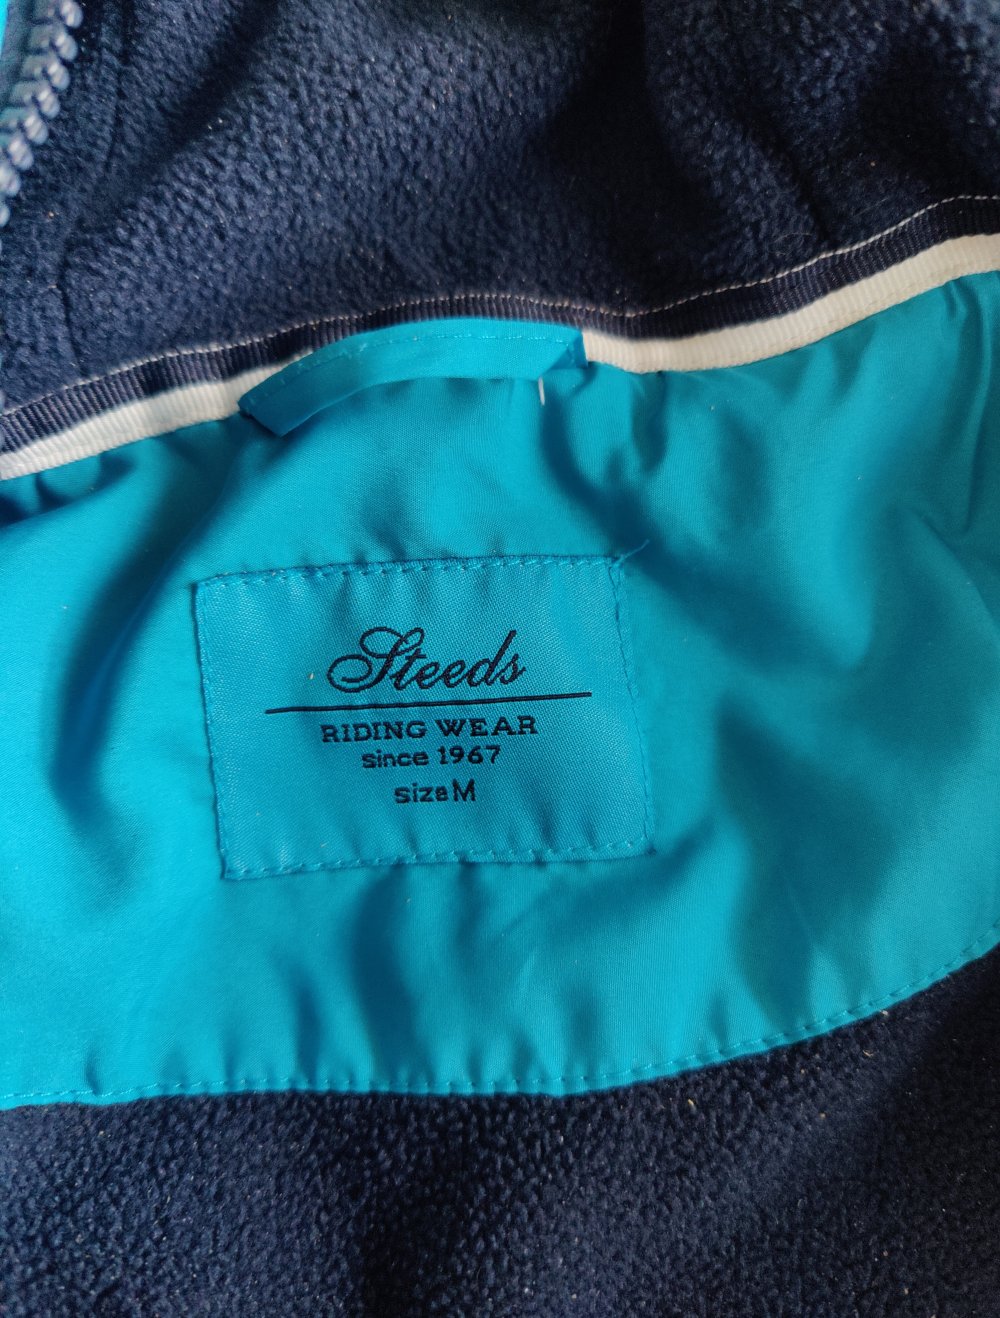 Steeds
RIDING WEAR
since 1967
size M